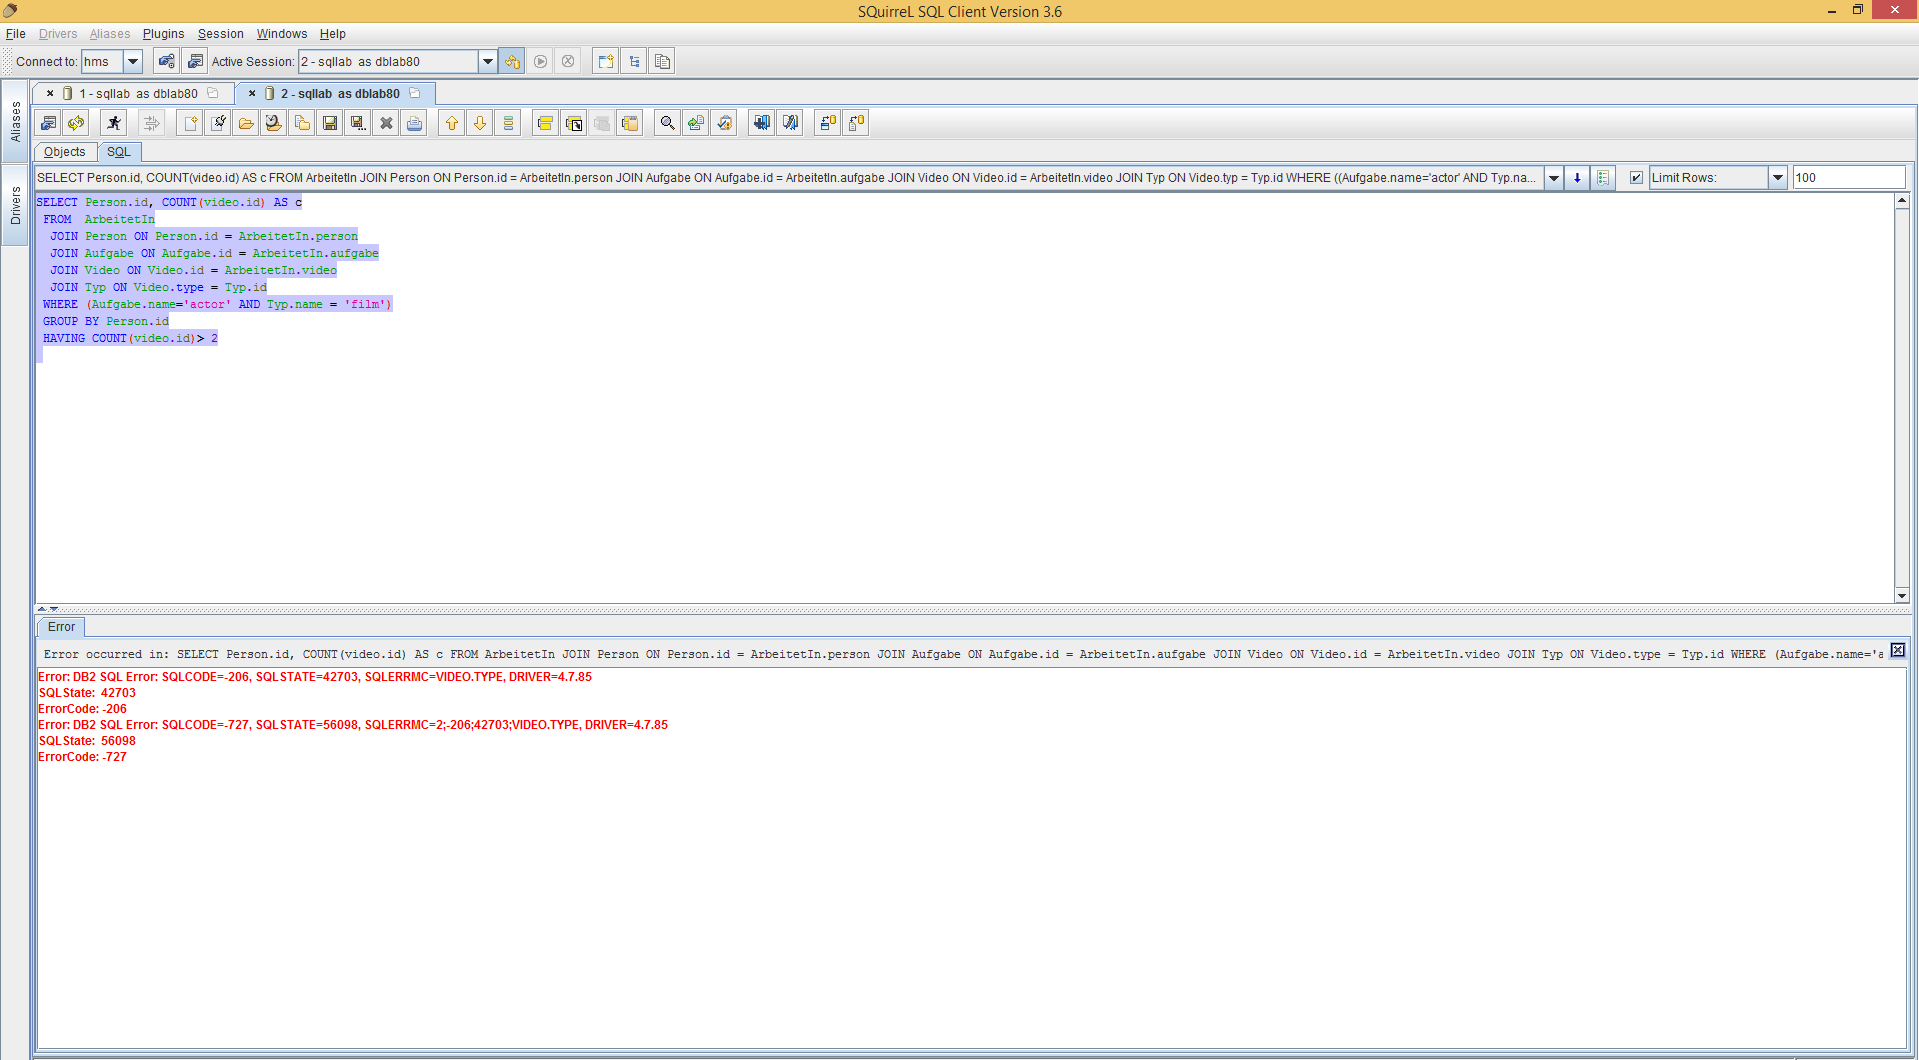 SQuirreL SQL Client Version 3.6
File Drivers Aliases Plugins Session Windows Help
Connect to: hms Active Session: 2 - sqllab as dblab80
Aliases
Drivers
1 - sqllab as dblab80 2 - sqllab as dblab80
Objects SQL
SELECT Person.id, COUNT(video.id) AS c FROM ArbeitetIn JOIN Person ON Person.id = ArbeitetIn.person JOIN Aufgabe ON Aufgabe.id = ArbeitetIn.aufgabe JOIN Video ON Video.id = ArbeitetIn.video JOIN Typ ON Video.typ = Typ.id WHERE ((Aufgabe.name='actor' AND Typ.na... Limit Rows: 100
SELECT Person.id, COUNT(video.id) AS c
FROM ArbeitetIn
JOIN Person ON Person.id = ArbeitetIn.person
JOIN Aufgabe ON Aufgabe.id = ArbeitetIn.aufgabe
JOIN Video ON Video.id = ArbeitetIn.video
JOIN Typ ON Video.type = Typ.id
WHERE (Aufgabe.name='actor' AND Typ.name = 'film')
GROUP BY Person.id
HAVING COUNT(video.id)> 2
Error
Error occurred in: SELECT Person.id, COUNT(video.id) AS c FROM ArbeitetIn JOIN Person ON Person.id = ArbeitetIn.person JOIN Aufgabe ON Aufgabe.id = ArbeitetIn.aufgabe JOIN Video ON Video.id = ArbeitetIn.video JOIN Typ ON Video.type = Typ.id WHERE (Aufgabe.name='a
Error: DB2 SQL Error: SQLCODE=-206, SQLSTATE=42703, SQLERRMC=VIDEO.TYPE, DRIVER=4.7.85
SQLState: 42703
ErrorCode: -206
Error: DB2 SQL Error: SQLCODE=-727, SQLSTATE=56098, SQLERRMC=2;-206;42703;VIDEO.TYPE, DRIVER=4.7.85
SQLState: 56098
ErrorCode: -727